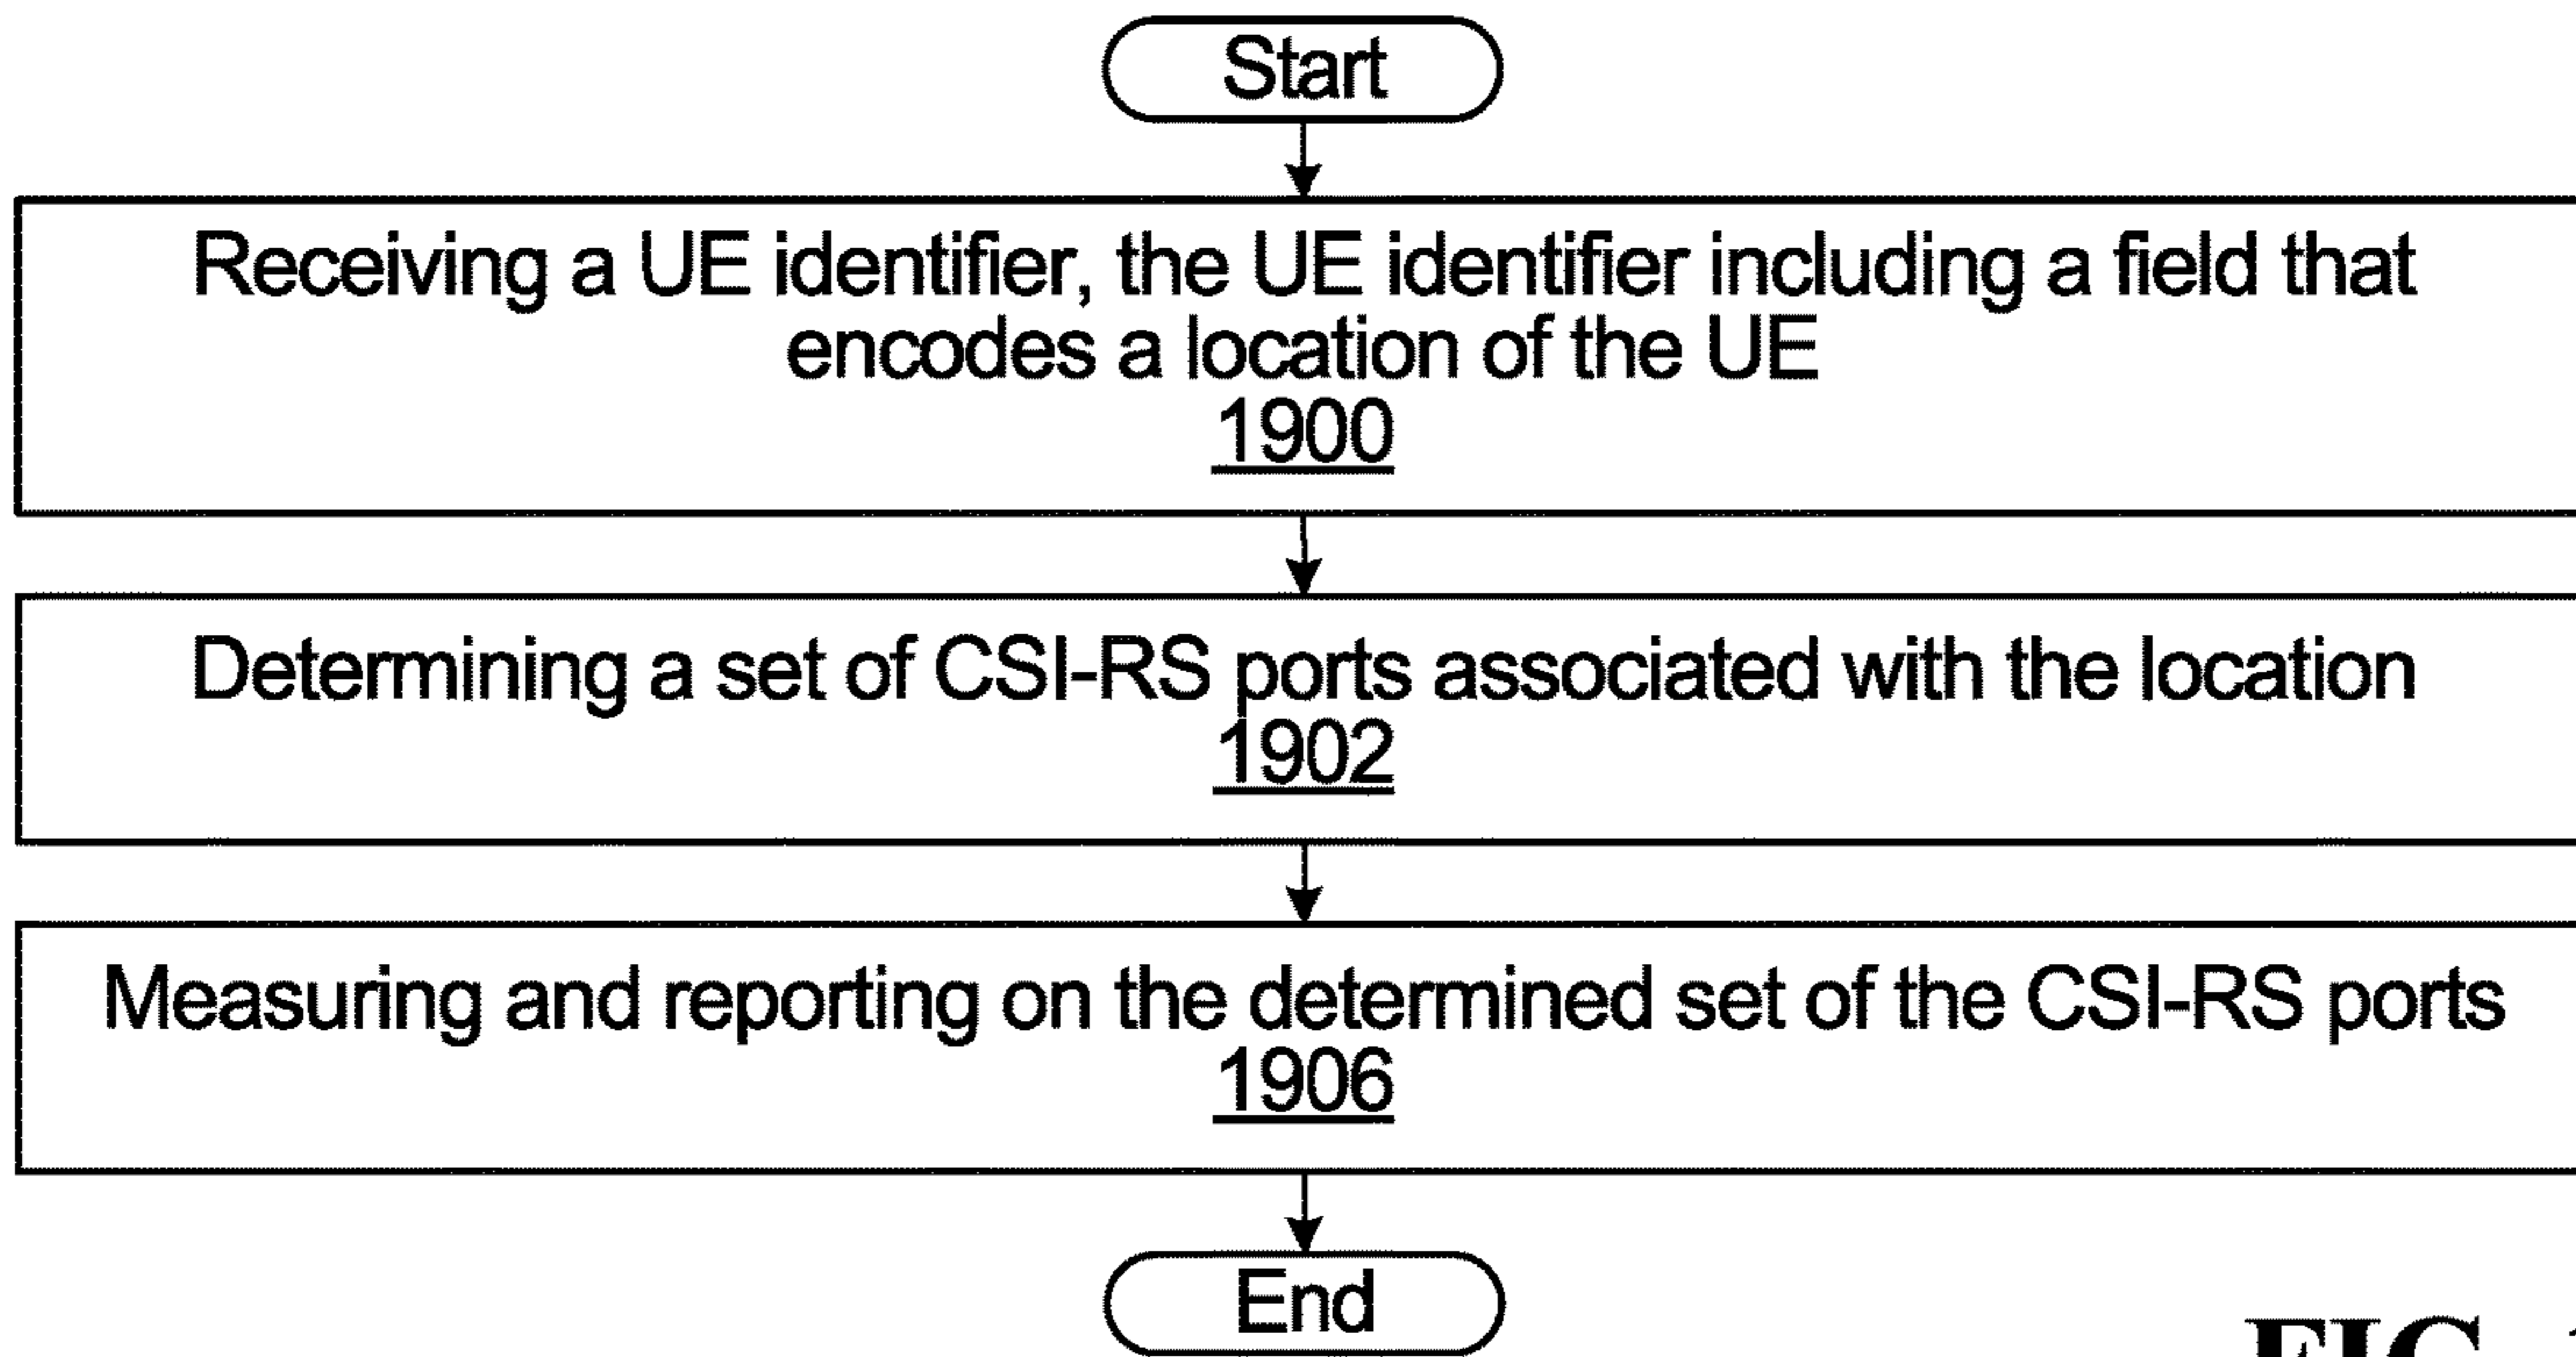 Start
Receiving a UE identifier, the UE identifier including a field that
encodes a location of the UE
1900
Determining a set of CSI-RS ports associated with the location
1902
Measuring and reporting on the determined set of the CSI-RS ports
1906
End
FIG.